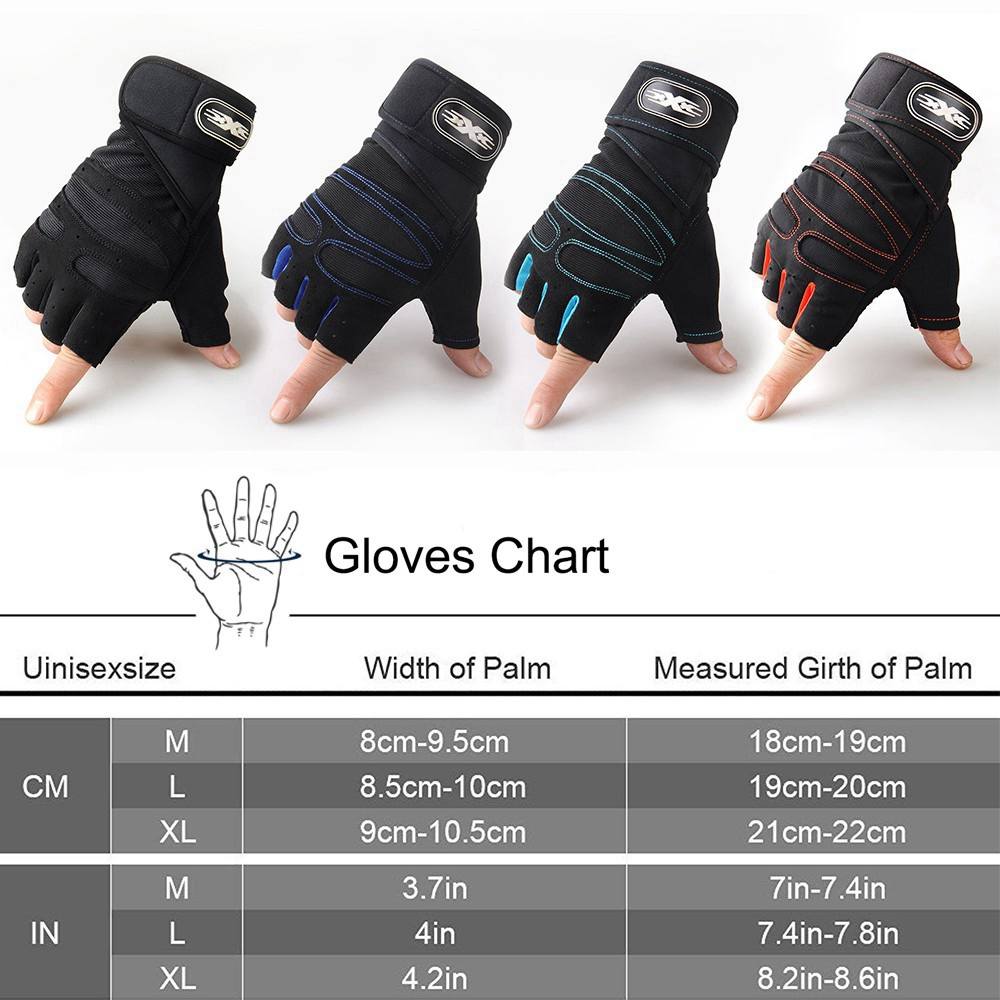 Gloves Chart
Uinisexsize Width of Palm Measured Girth of Palm
CM
M 8cm-9.5cm 18cm-19cm
L 8.5cm-10cm 19cm-20cm
XL 9cm-10.5cm 21cm-22cm
IN
M 3.7in 7in-7.4in
L 4in 7.4in-7.8in
XL 4.2in 8.2in-8.6in